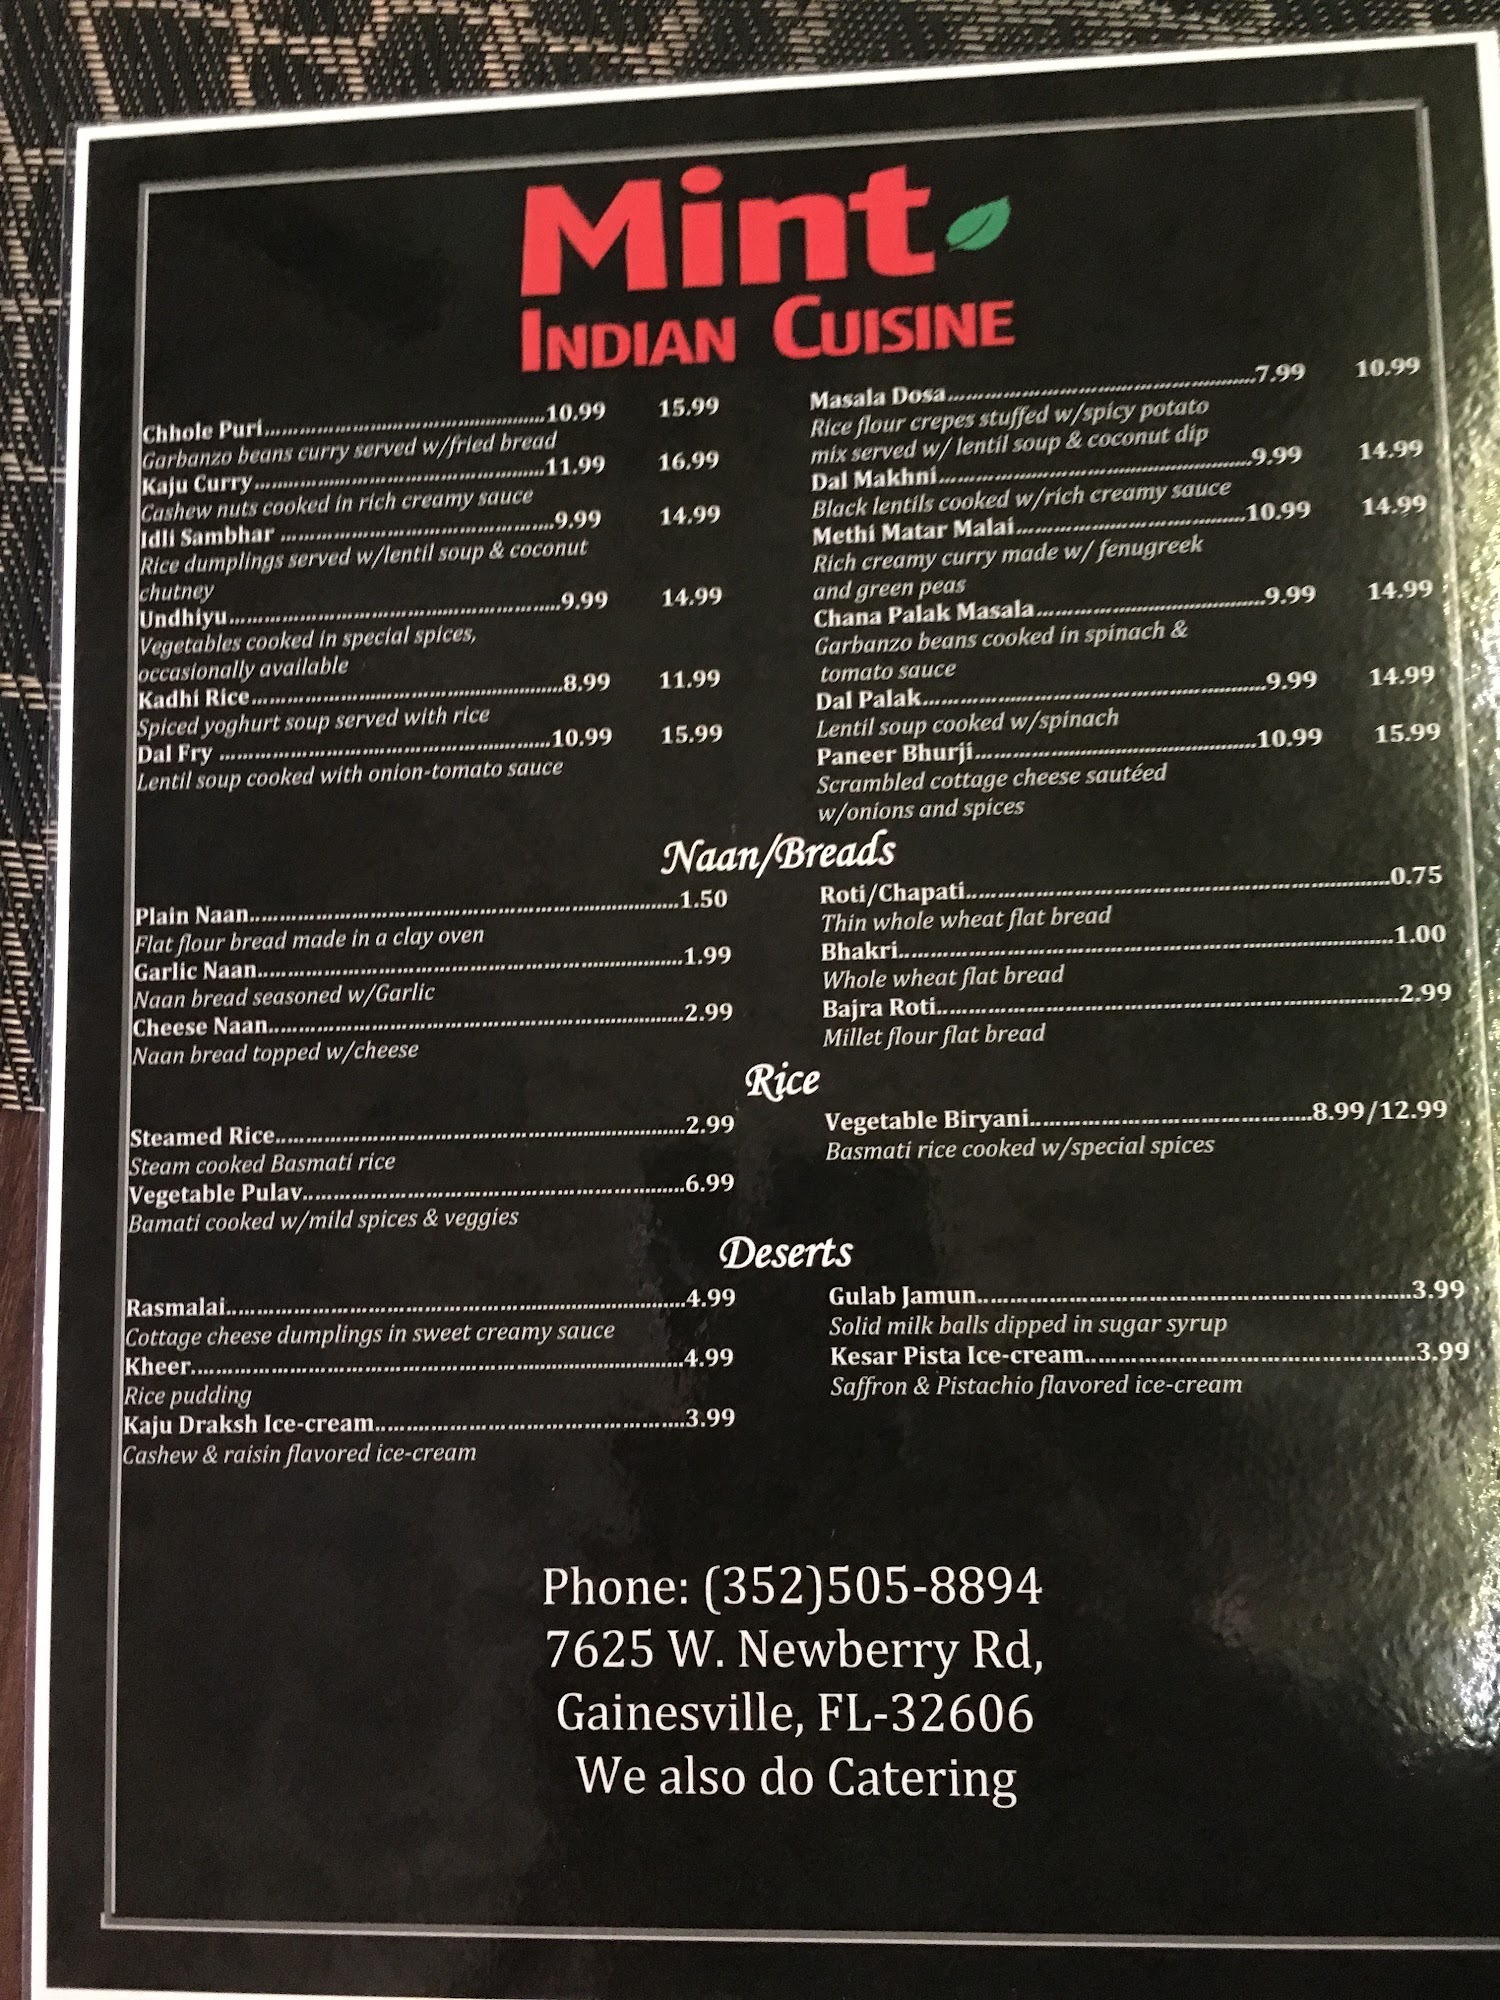 Mint
INDIAN CUISINE
Chhole Puri 10.99 15.99
Garbanzo beans curry served w/fried bread
Kaju Curry 11.99 16.99
Cashew nuts cooked in rich creamy sauce
Idli Sambhar 9.99 14.99
Rice dumplings served w/lentil soup & coconut
chutney
Undhiyu 9.99 14.99
Vegetables cooked in special spices,
occasionally available
Kadhi Rice 8.99 11.99
Spiced yoghurt soup served with rice
Dal Fry 10.99 15.99
Lentil soup cooked with onion-tomato sauce
Masala Dosa 7.99 10.99
Rice flour crepes stuffed w/spicy potato
mix served w/ lentil soup & coconut dip
Dal Makhni 9.99 14.99
Black lentils cooked w/rich creamy sauce
Methi Matar Malai 10.99 14.99
Rich creamy curry made w/ fenugreek
and green peas
Chana Palak Masala 9.99 14.99
Garbanzo beans cooked in spinach &
tomato sauce
Dal Palak 9.99 14.99
Lentil soup cooked w/spinach
Paneer Bhurji 10.99 15.99
Scrambled cottage cheese sautéed
w/onions and spices
Naan/Breads
Plain Naan 1.50
Flat flour bread made in a clay oven
Garlic Naan 1.99
Naan bread seasoned w/Garlic
Cheese Naan 2.99
Naan bread topped w/cheese
Roti/Chapati 0.75
Thin whole wheat flat bread
Bhakri 1.00
Whole wheat flat bread
Bajra Roti 2.99
Millet flour flat bread
Rice
Steamed Rice 2.99
Steam cooked Basmati rice
Vegetable Pulav 6.99
Bamati cooked w/mild spices & veggies
Vegetable Biryani 8.99/12.99
Basmati rice cooked w/special spices
Deserts
Rasmalai 4.99
Cottage cheese dumplings in sweet creamy sauce
Kheer 4.99
Rice pudding
Kaju Draksh Ice-cream 3.99
Cashew & raisin flavored ice-cream
Gulab Jamun 3.99
Solid milk balls dipped in sugar syrup
Kesar Pista Ice-cream 3.99
Saffron & Pistachio flavored ice-cream
Phone: (352)505-8894
7625 W. Newberry Rd,
Gainesville, FL-32606
We also do Catering